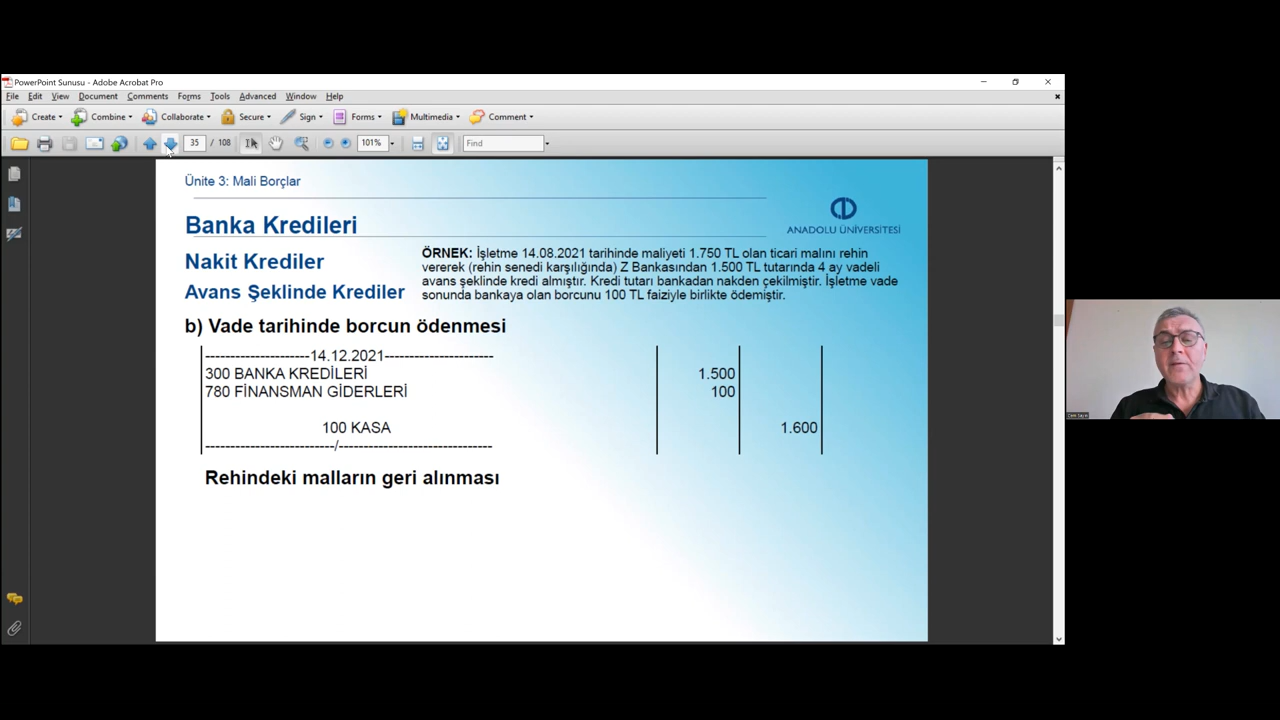 PowerPoint Sunusu - Adobe Acrobat Pro
File Edit View Document Comments Forms Tools Advanced Window Help
Create Combine Collaborate Secure Sign Forms Multimedia Comment
35 / 108 101% Find
Ünite 3: Mali Borçlar
Banka Kredileri
ANADOLU ÜNİVERSİTESİ
Nakit Krediler
Avans Şeklinde Krediler
ÖRNEK: İşletme 14.08.2021 tarihinde maliyeti 1.750 TL olan ticari malını rehin
vererek (rehin senedi karşılığında) Z Bankasından 1.500 TL tutarında 4 ay vadeli
avans şeklinde kredi almıştır. Kredi tutarı bankadan nakden çekilmiştir. İşletme vade
sonunda bankaya olan borcunu 100 TL faiziyle birlikte ödemiştir.
b) Vade tarihinde borcun ödenmesi
---------------------14.12.2021----------------------
300 BANKA KREDİLERİ 1.500
780 FİNANSMAN GİDERLERİ 100
100 KASA 1.600
--------------------------/-------------------------------
Rehindeki malların geri alınması